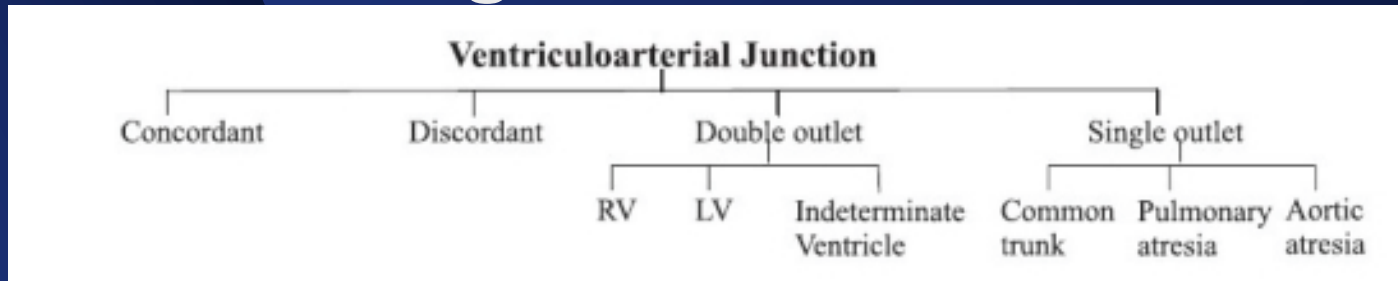 Ventriculoarterial Junction
Concordant Discordant Double outlet Single outlet
RV LV Indeterminate Ventricle Common trunk Pulmonary atresia Aortic atresia